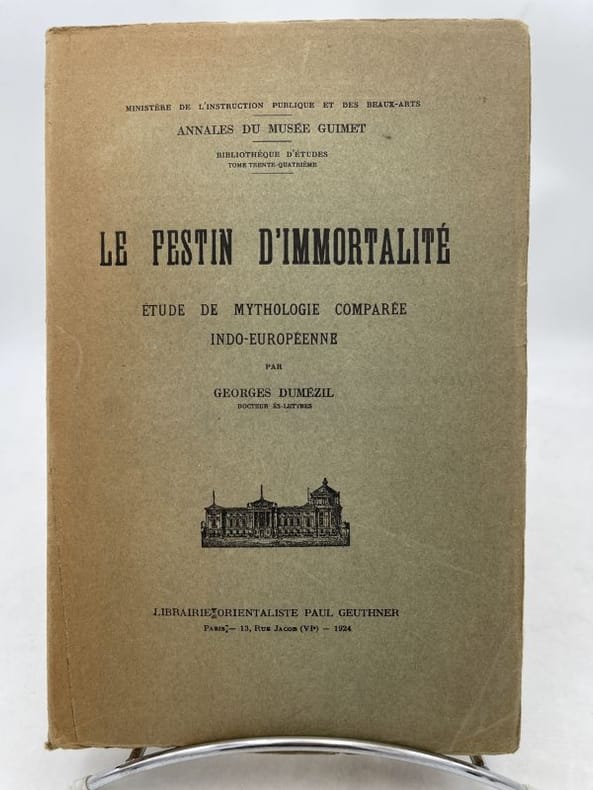 MINISTÈRE DE L'INSTRUCTION PUBLIQUE ET DES BEAUX-ARTS
ANNALES DU MUSÉE GUIMET
BIBLIOTHÈQUE D'ÉTUDES
TOME TRENTE-QUATRIÈME
LE FESTIN D'IMMORTALITÉ
ÉTUDE DE MYTHOLOGIE COMPARÉE
INDO-EUROPÉENNE
PAR
GEORGES DUMÉZIL
DOCTEUR ÈS-LETTRES
LIBRAIRIE ORIENTALISTE PAUL GEUTHNER
PARIS — 13, RUE JACOB (VIᵉ) — 1924